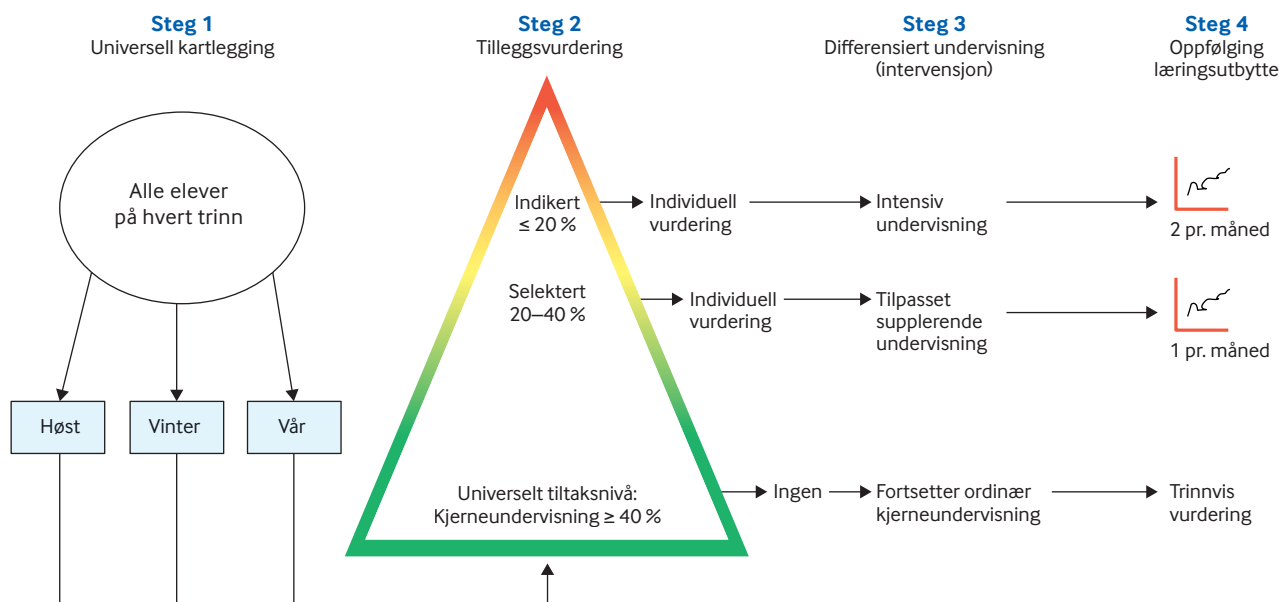 Steg 1
Universell kartlegging
Steg 2
Tilleggsvurdering
Steg 3
Differensiert undervisning
(intervensjon)
Steg 4
Oppfølging
læringsutbytte
Alle elever
på hvert trinn
Høst
Vinter
Vår
Indikert
≤ 20 %
Individuell
vurdering
Intensiv
undervisning
2 pr. måned
Selektert
20–40 %
Individuell
vurdering
Tilpasset
supplerende
undervisning
1 pr. måned
Universelt tiltaksnivå:
Kjerneundervisning ≥ 40 %
Ingen
Fortsetter ordinær
kjerneundervisning
Trinnvis
vurdering